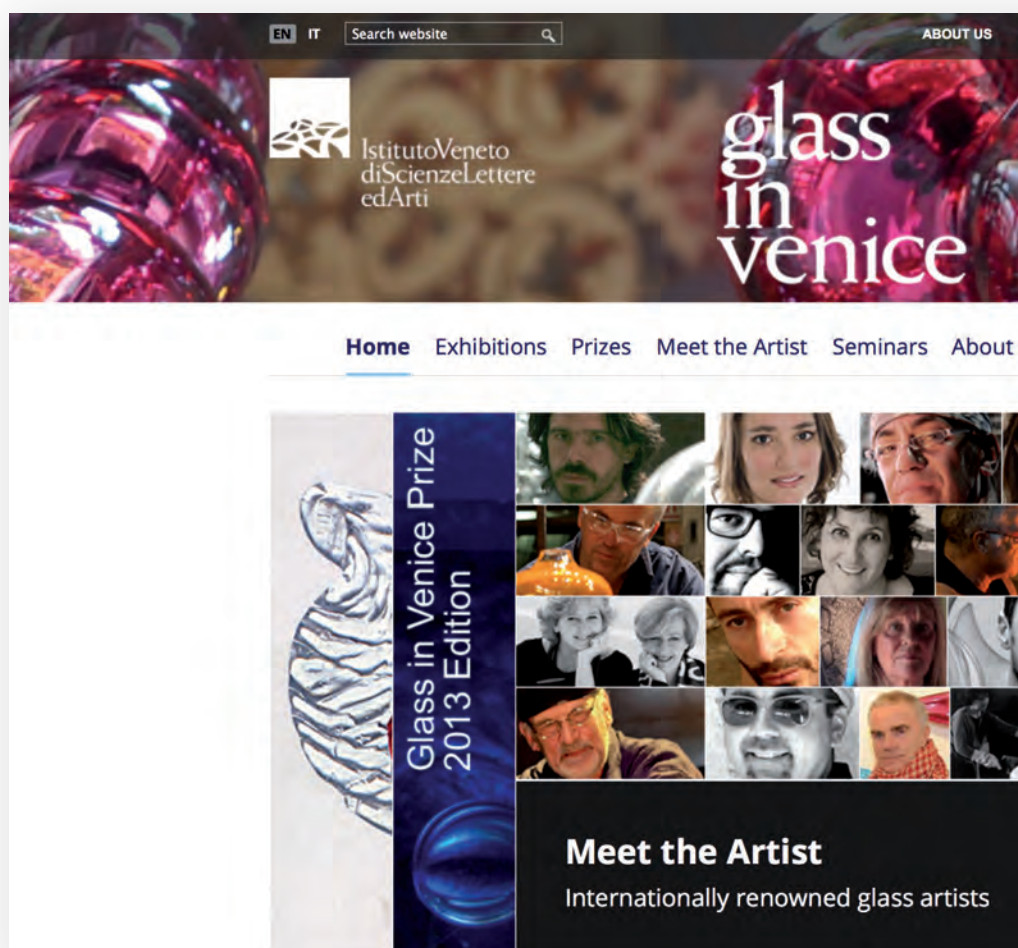 EN IT Search website ABOUT US
IstitutoVeneto
diScienzeLettere
edArti
glass
in
venice
Home Exhibitions Prizes Meet the Artist Seminars About
Glass in Venice Prize
2013 Edition
Meet the Artist
Internationally renowned glass artists